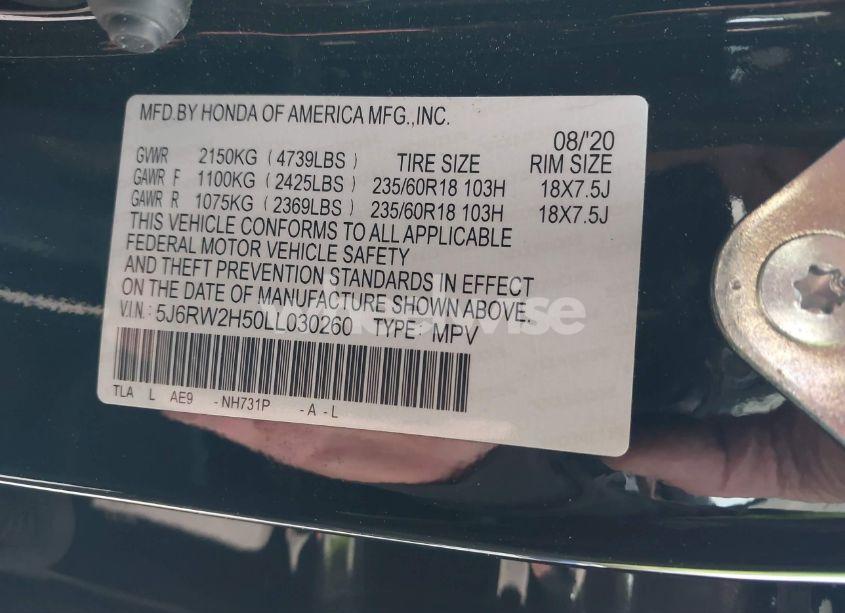 MFD.BY HONDA OF AMERICA MFG.,INC.
08/'20
GVWR 2150KG (4739LBS) TIRE SIZE RIM SIZE
GAWR F 1100KG (2425LBS) 235/60R18 103H 18X7.5J
GAWR R 1075KG (2369LBS) 235/60R18 103H 18X7.5J
THIS VEHICLE CONFORMS TO ALL APPLICABLE
FEDERAL MOTOR VEHICLE SAFETY
AND THEFT PREVENTION STANDARDS IN EFFECT
ON THE DATE OF MANUFACTURE SHOWN ABOVE.
V.I.N.: 5J6RW2H50LL030260 TYPE: MPV
TLA L AE9 -NH731P -A-L